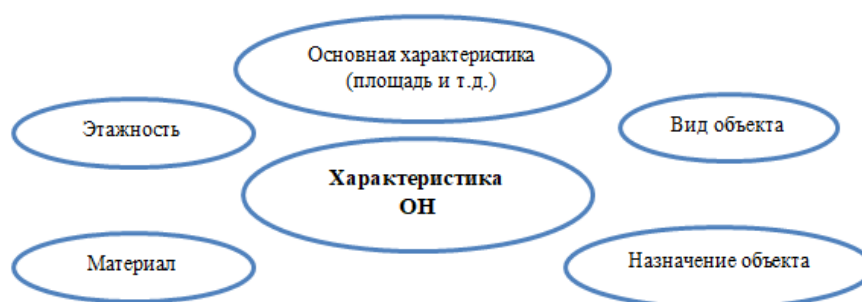 Основная характеристика
(площадь и т.д.)
Этажность
Вид объекта
Характеристика
ОН
Материал
Назначение объекта